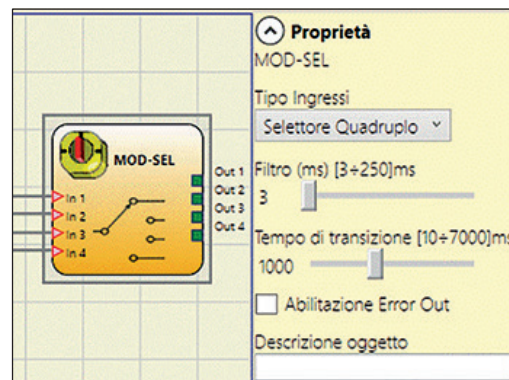 MOD-SEL
In 1
In 2
In 3
In 4
Out 1
Out 2
Out 3
Out 4
Proprietà
MOD-SEL
Tipo Ingressi
Selettore Quadruplo
Filtro (ms) [3÷250]ms
3
Tempo di transizione [10÷7000]ms
1000
Abilitazione Error Out
Descrizione oggetto